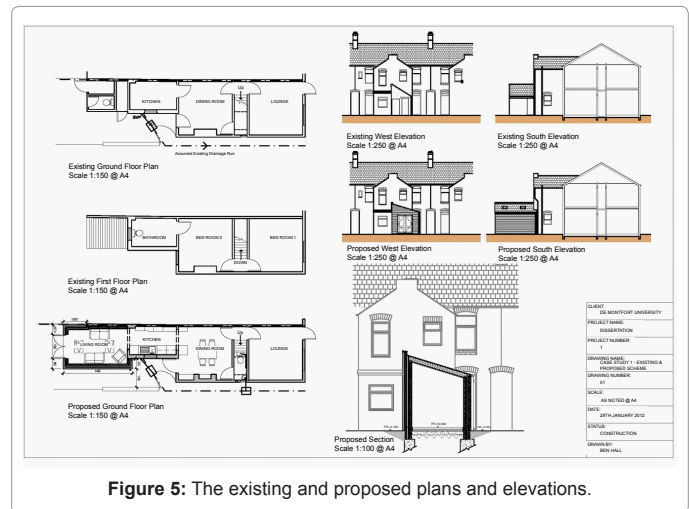 KITCHEN
DINING ROOM
Up
LOUNGE
Assumed Existing Drainage Run
Existing Ground Floor Plan
Scale 1:150 @ A4
BATHROOM
BED ROOM 2
DOWN
BED ROOM 1
Existing First Floor Plan
Scale 1:150 @ A4
LIVING ROOM
KITCHEN
DINING ROOM
LOUNGE
Proposed Ground Floor Plan
Scale 1:150 @ A4
Existing West Elevation
Scale 1:250 @ A4
Existing South Elevation
Scale 1:250 @ A4
Proposed West Elevation
Scale 1:250 @ A4
Proposed South Elevation
Scale 1:250 @ A4
Proposed Section
Scale 1:100 @ A4
CLIENT
DE MONTFORT UNIVERSITY
PROJECT NAME:
DISSERTATION
PROJECT NUMBER:
1
DRAWING NAME:
CASE STUDY 1 - EXISTING &
PROPOSED SCHEME
DRAWING NUMBER:
01
SCALE:
AS NOTED @ A4
DATE:
28TH JANUARY 2012
STATUS:
CONSTRUCTION
DRAWN BY:
BEN HALL
Figure 5: The existing and proposed plans and elevations.